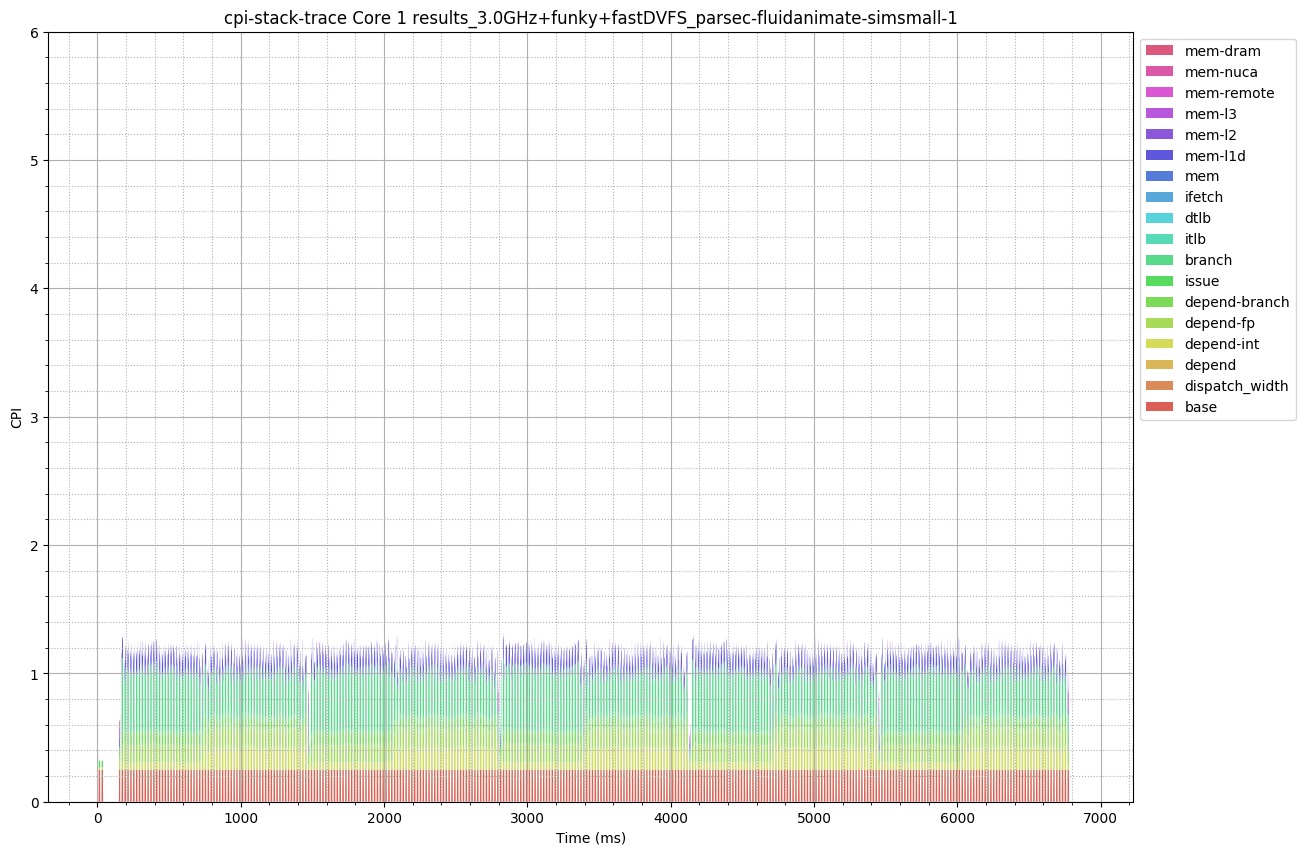 cpi-stack-trace Core 1 results_3.0GHz+funky+fastDVFS_parsec-fluidanimate-simsmall-1
6
5
4
3
2
1
0
CPI
0 1000 2000 3000 4000 5000 6000 7000
Time (ms)
mem-dram
mem-nuca
mem-remote
mem-l3
mem-l2
mem-l1d
mem
ifetch
dtlb
itlb
branch
issue
depend-branch
depend-fp
depend-int
depend
dispatch_width
base